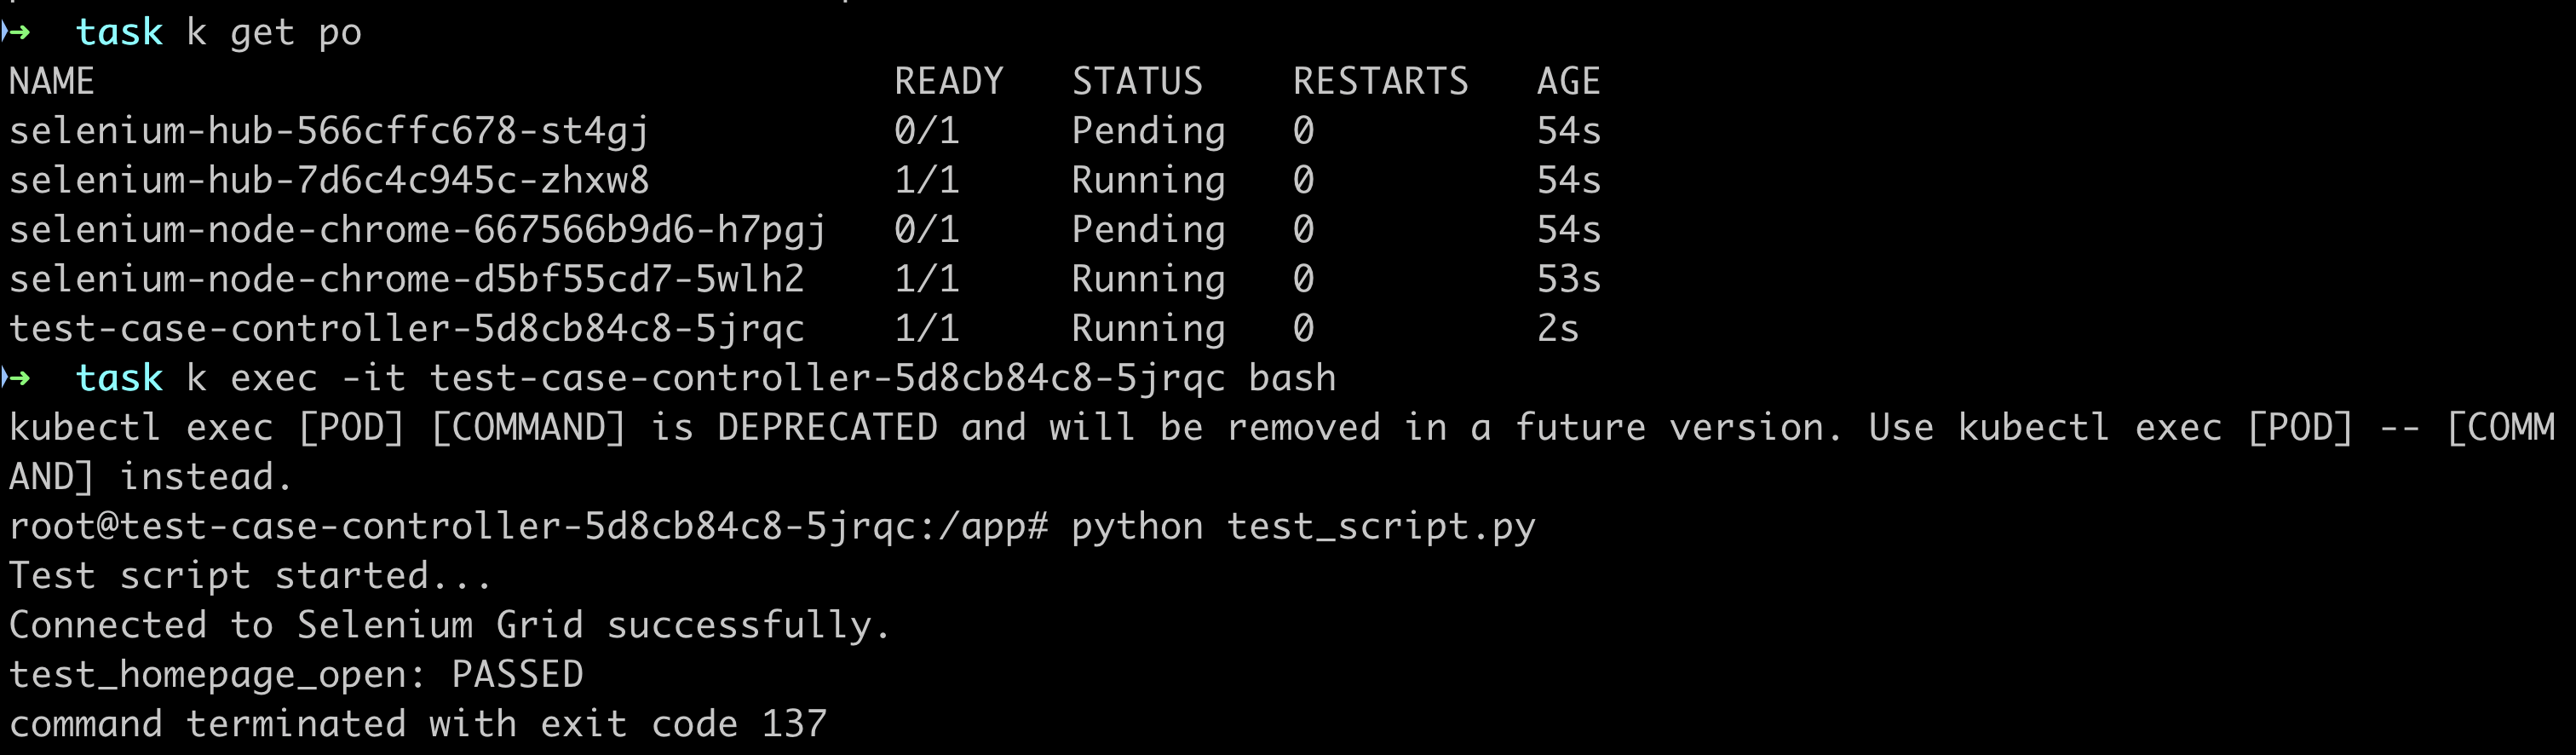 ➜  task k get po
NAME                                    READY   STATUS    RESTARTS   AGE
selenium-hub-566cffc678-st4gj           0/1     Pending   0          54s
selenium-hub-7d6c4c945c-zhxw8           1/1     Running   0          54s
selenium-node-chrome-667566b9d6-h7pgj   0/1     Pending   0          54s
selenium-node-chrome-d5bf55cd7-5wlh2    1/1     Running   0          53s
test-case-controller-5d8cb84c8-5jrqc    1/1     Running   0          2s
➜  task k exec -it test-case-controller-5d8cb84c8-5jrqc bash
kubectl exec [POD] [COMMAND] is DEPRECATED and will be removed in a future version. Use kubectl exec [POD] -- [COMM
AND] instead.
root@test-case-controller-5d8cb84c8-5jrqc:/app# python test_script.py
Test script started...
Connected to Selenium Grid successfully.
test_homepage_open: PASSED
command terminated with exit code 137